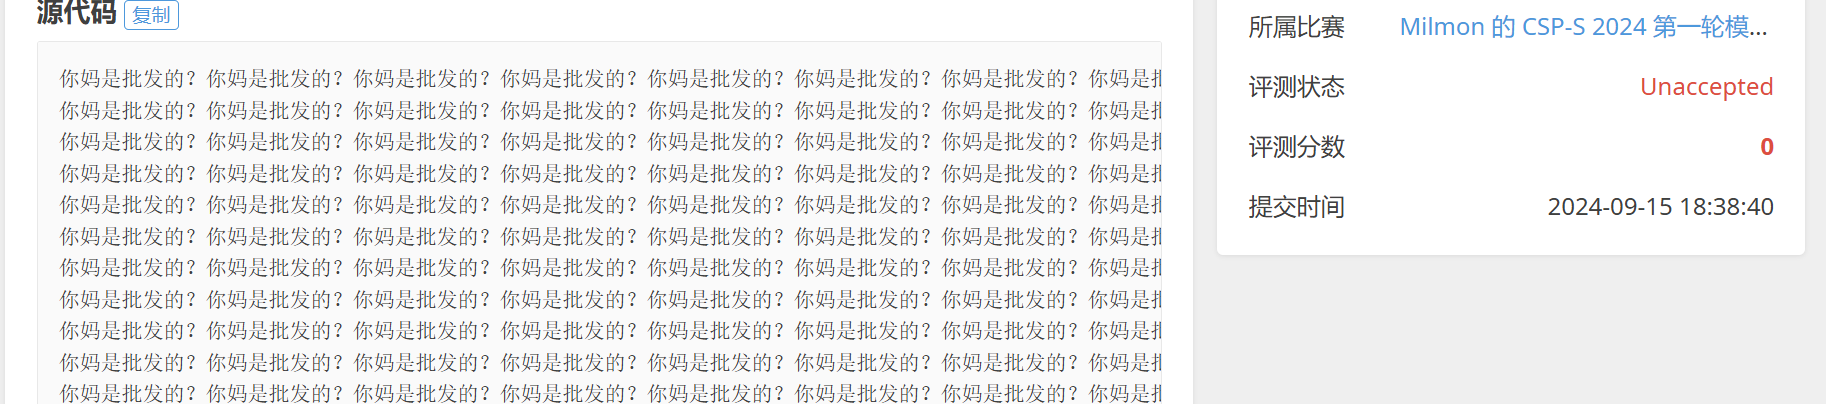 源代码 复制
你妈是批发的？你妈是批发的？你妈是批发的？你妈是批发的？你妈是批发的？你妈是批发的？你妈是批发的？你妈是
你妈是批发的？你妈是批发的？你妈是批发的？你妈是批发的？你妈是批发的？你妈是批发的？你妈是批发的？你妈是
你妈是批发的？你妈是批发的？你妈是批发的？你妈是批发的？你妈是批发的？你妈是批发的？你妈是批发的？你妈是
你妈是批发的？你妈是批发的？你妈是批发的？你妈是批发的？你妈是批发的？你妈是批发的？你妈是批发的？你妈是
你妈是批发的？你妈是批发的？你妈是批发的？你妈是批发的？你妈是批发的？你妈是批发的？你妈是批发的？你妈是
你妈是批发的？你妈是批发的？你妈是批发的？你妈是批发的？你妈是批发的？你妈是批发的？你妈是批发的？你妈是
你妈是批发的？你妈是批发的？你妈是批发的？你妈是批发的？你妈是批发的？你妈是批发的？你妈是批发的？你妈是
你妈是批发的？你妈是批发的？你妈是批发的？你妈是批发的？你妈是批发的？你妈是批发的？你妈是批发的？你妈是
你妈是批发的？你妈是批发的？你妈是批发的？你妈是批发的？你妈是批发的？你妈是批发的？你妈是批发的？你妈是
你妈是批发的？你妈是批发的？你妈是批发的？你妈是批发的？你妈是批发的？你妈是批发的？你妈是批发的？你妈是
你妈是批发的？你妈是批发的？你妈是批发的？你妈是批发的？你妈是批发的？你妈是批发的？你妈是批发的？你妈是
所属比赛 Milmon 的 CSP-S 2024 第一轮模...
评测状态 Unaccepted
评测分数 0
提交时间 2024-09-15 18:38:40